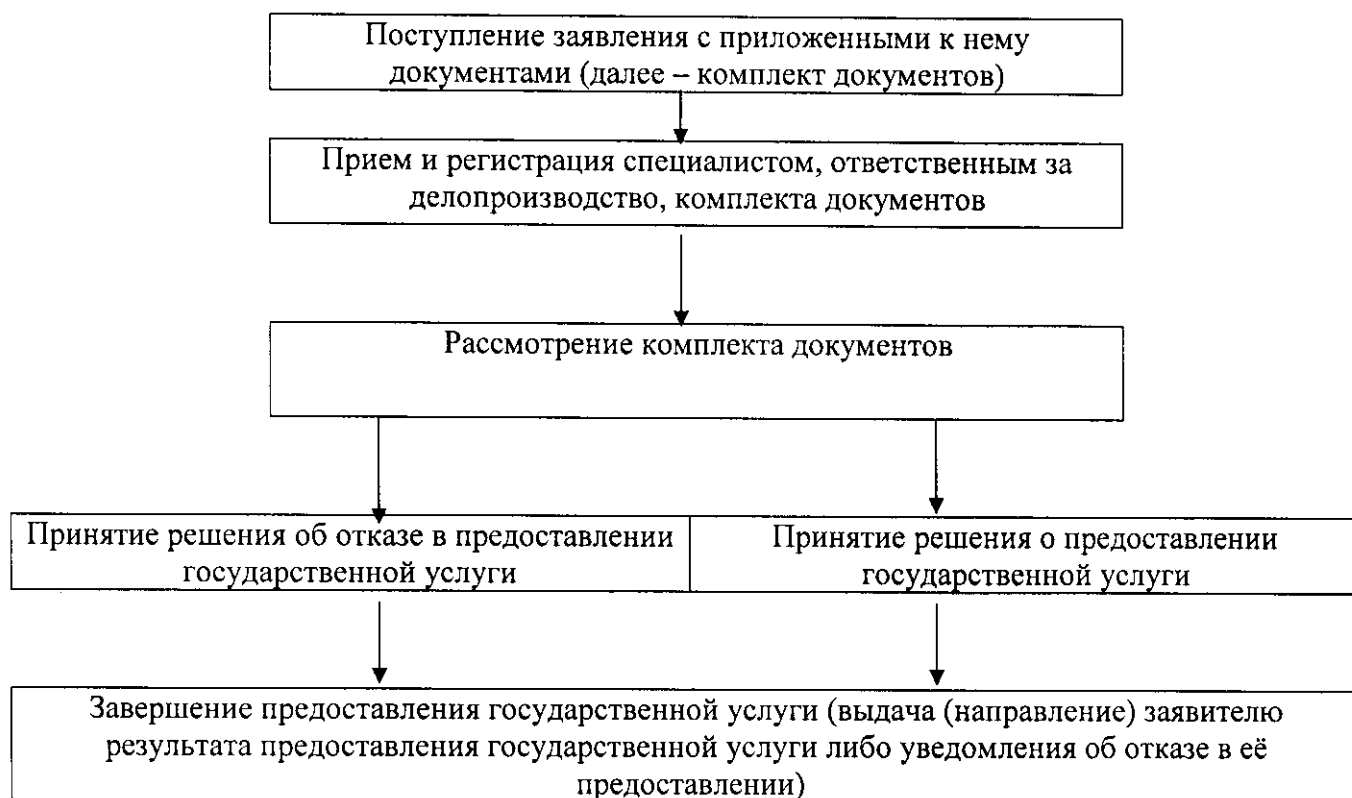 Поступление заявления с приложенными к нему
документами (далее – комплект документов)
Прием и регистрация специалистом, ответственным за
делопроизводство, комплекта документов
Рассмотрение комплекта документов
Принятие решения об отказе в предоставлении
государственной услуги
Принятие решения о предоставлении
государственной услуги
Завершение предоставления государственной услуги (выдача (направление) заявителю
результата предоставления государственной услуги либо уведомления об отказе в её
предоставлении)